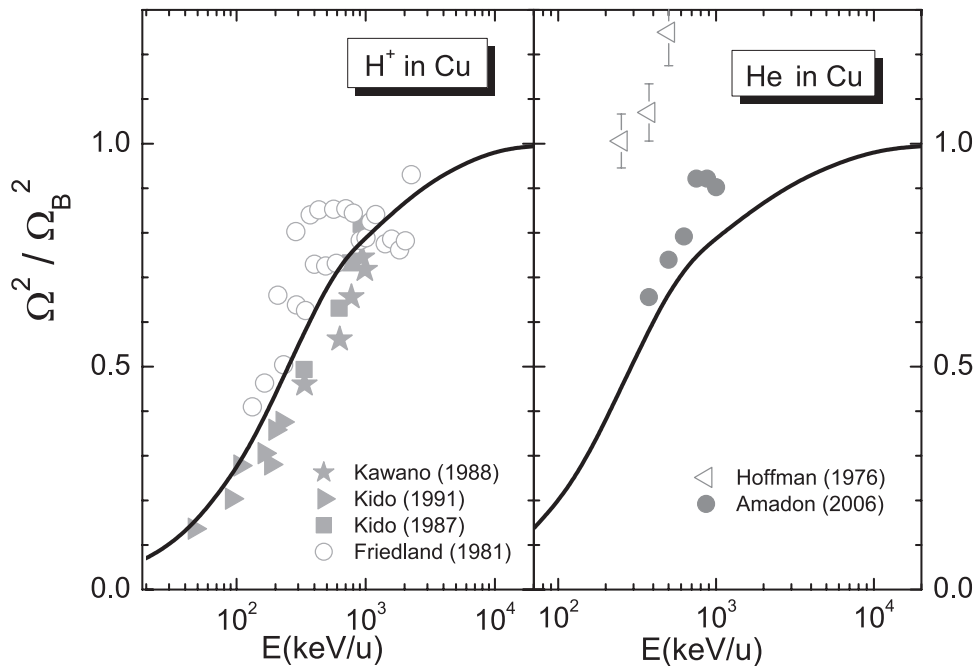 H⁺ in Cu
He in Cu
Ω² / Ω_B²
1.0
0.5
0.0
1.0
0.5
0.0
Kawano (1988)
Kido (1991)
Kido (1987)
Friedland (1981)
Hoffman (1976)
Amadon (2006)
10² 10³ 10⁴
10² 10³ 10⁴
E(keV/u)
E(keV/u)